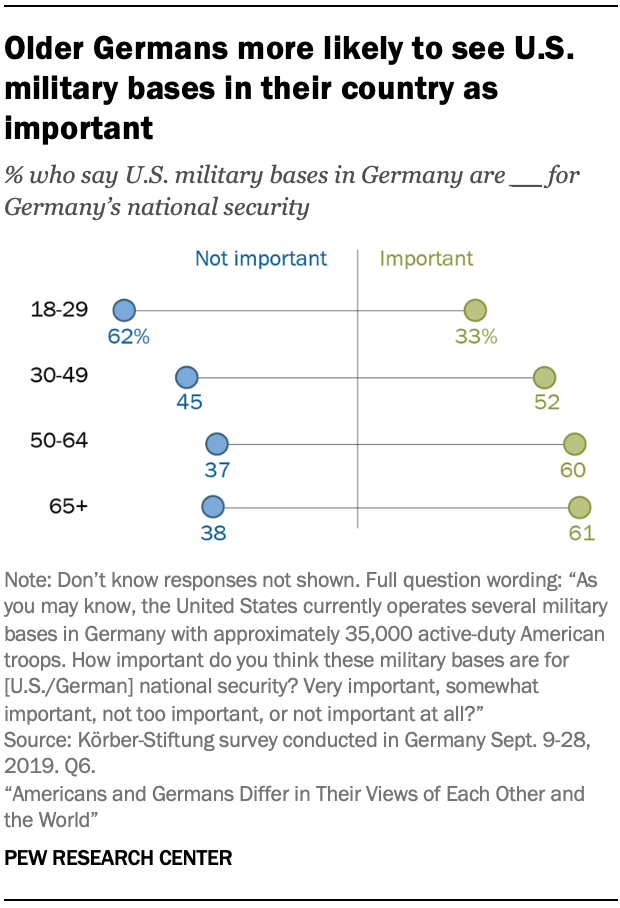 Older Germans more likely to see U.S.
military bases in their country as
important
% who say U.S. military bases in Germany are __ for
Germany's national security
Not important Important
18-29
62% 33%
30-49
45 52
50-64
37 60
65+
38 61
Note: Don't know responses not shown. Full question wording: “As
you may know, the United States currently operates several military
bases in Germany with approximately 35,000 active-duty American
troops. How important do you think these military bases are for
[U.S./German] national security? Very important, somewhat
important, not too important, or not important at all?”
Source: Körber-Stiftung survey conducted in Germany Sept. 9-28,
2019. Q6.
“Americans and Germans Differ in Their Views of Each Other and
the World”
PEW RESEARCH CENTER